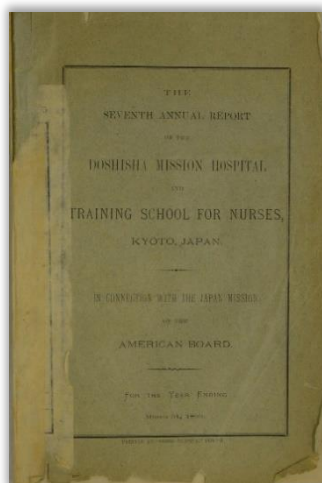 THE
SEVENTH ANNUAL REPORT
OF THE
DOSHISHA MISSION HOSPITAL
AND
TRAINING SCHOOL FOR NURSES,
KYOTO, JAPAN.
IN CONNECTION WITH THE JAPAN MISSION
OF THE
AMERICAN BOARD.
FOR THE YEAR ENDING